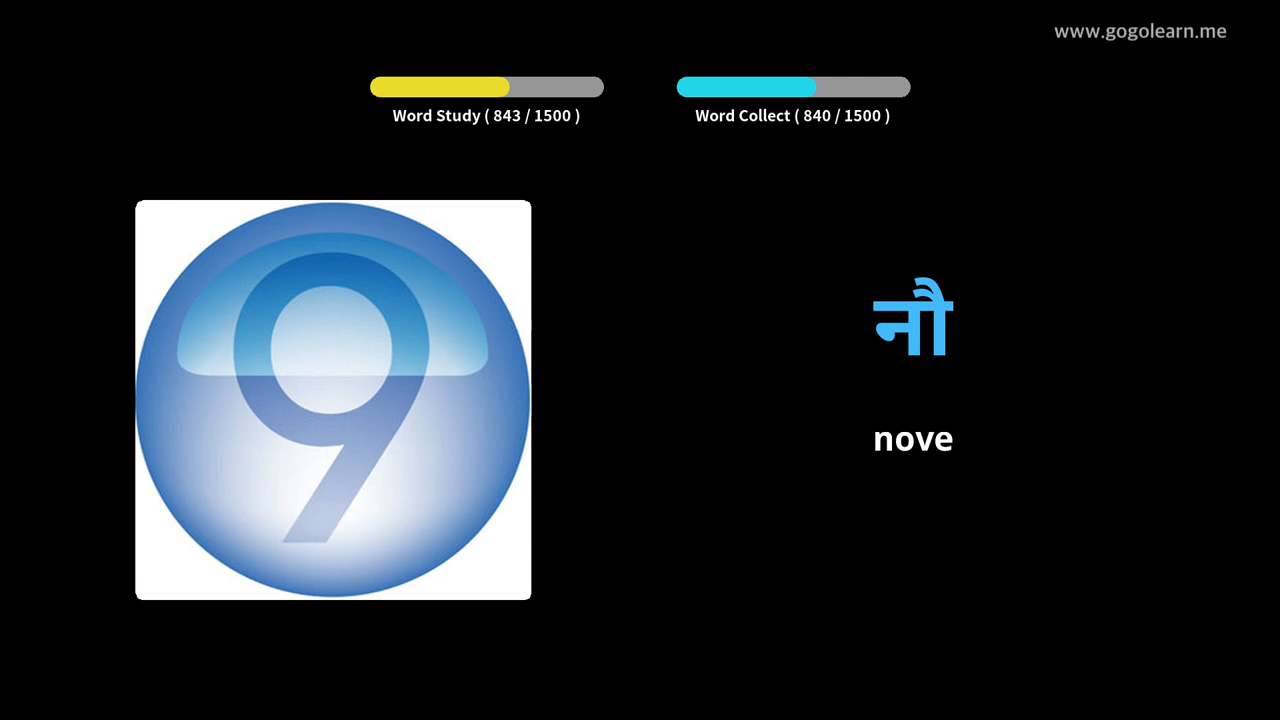 www.gogolearn.me
Word Study ( 843 / 1500 )
Word Collect ( 840 / 1500 )
9
नौ
nove